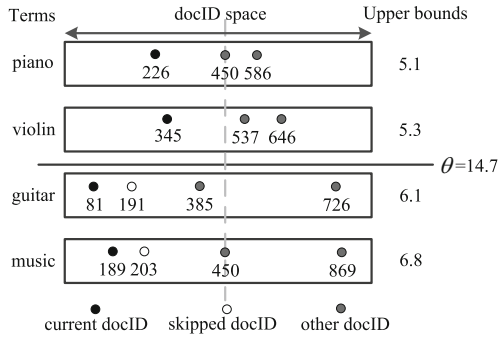 Terms docID space Upper bounds
piano 226 450 586 5.1
violin 345 537 646 5.3
θ=14.7
guitar 81 191 385 726 6.1
music 189 203 450 869 6.8
current docID skipped docID other docID